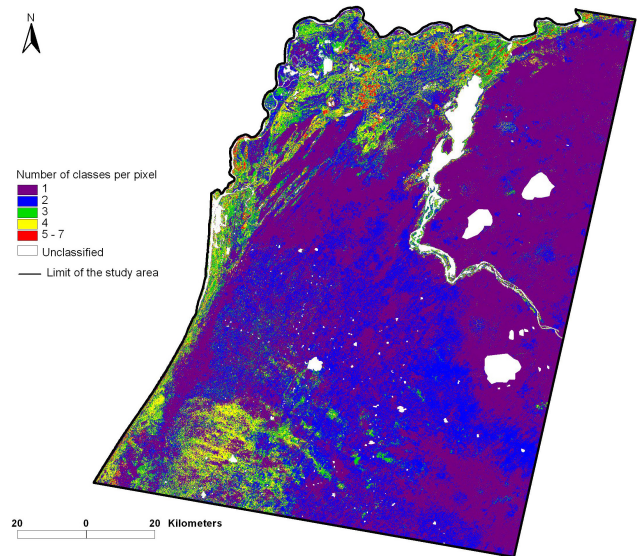 N
Number of classes per pixel
1
2
3
4
5 - 7
Unclassified
Limit of the study area
20 0 20 Kilometers